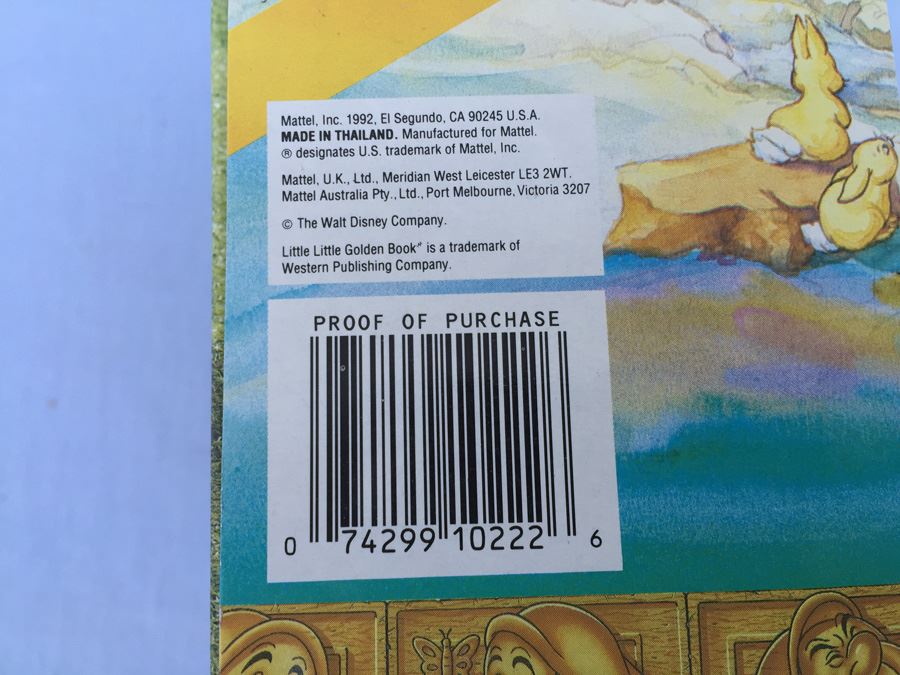 Mattel, Inc. 1992, El Segundo, CA 90245 U.S.A.
MADE IN THAILAND. Manufactured for Mattel.
® designates U.S. trademark of Mattel, Inc.
Mattel, U.K., Ltd., Meridian West Leicester LE3 2WT.
Mattel Australia Pty., Ltd., Port Melbourne, Victoria 3207
© The Walt Disney Company.
Little Little Golden Book™ is a trademark of
Western Publishing Company.
PROOF OF PURCHASE
0 74299 10222 6